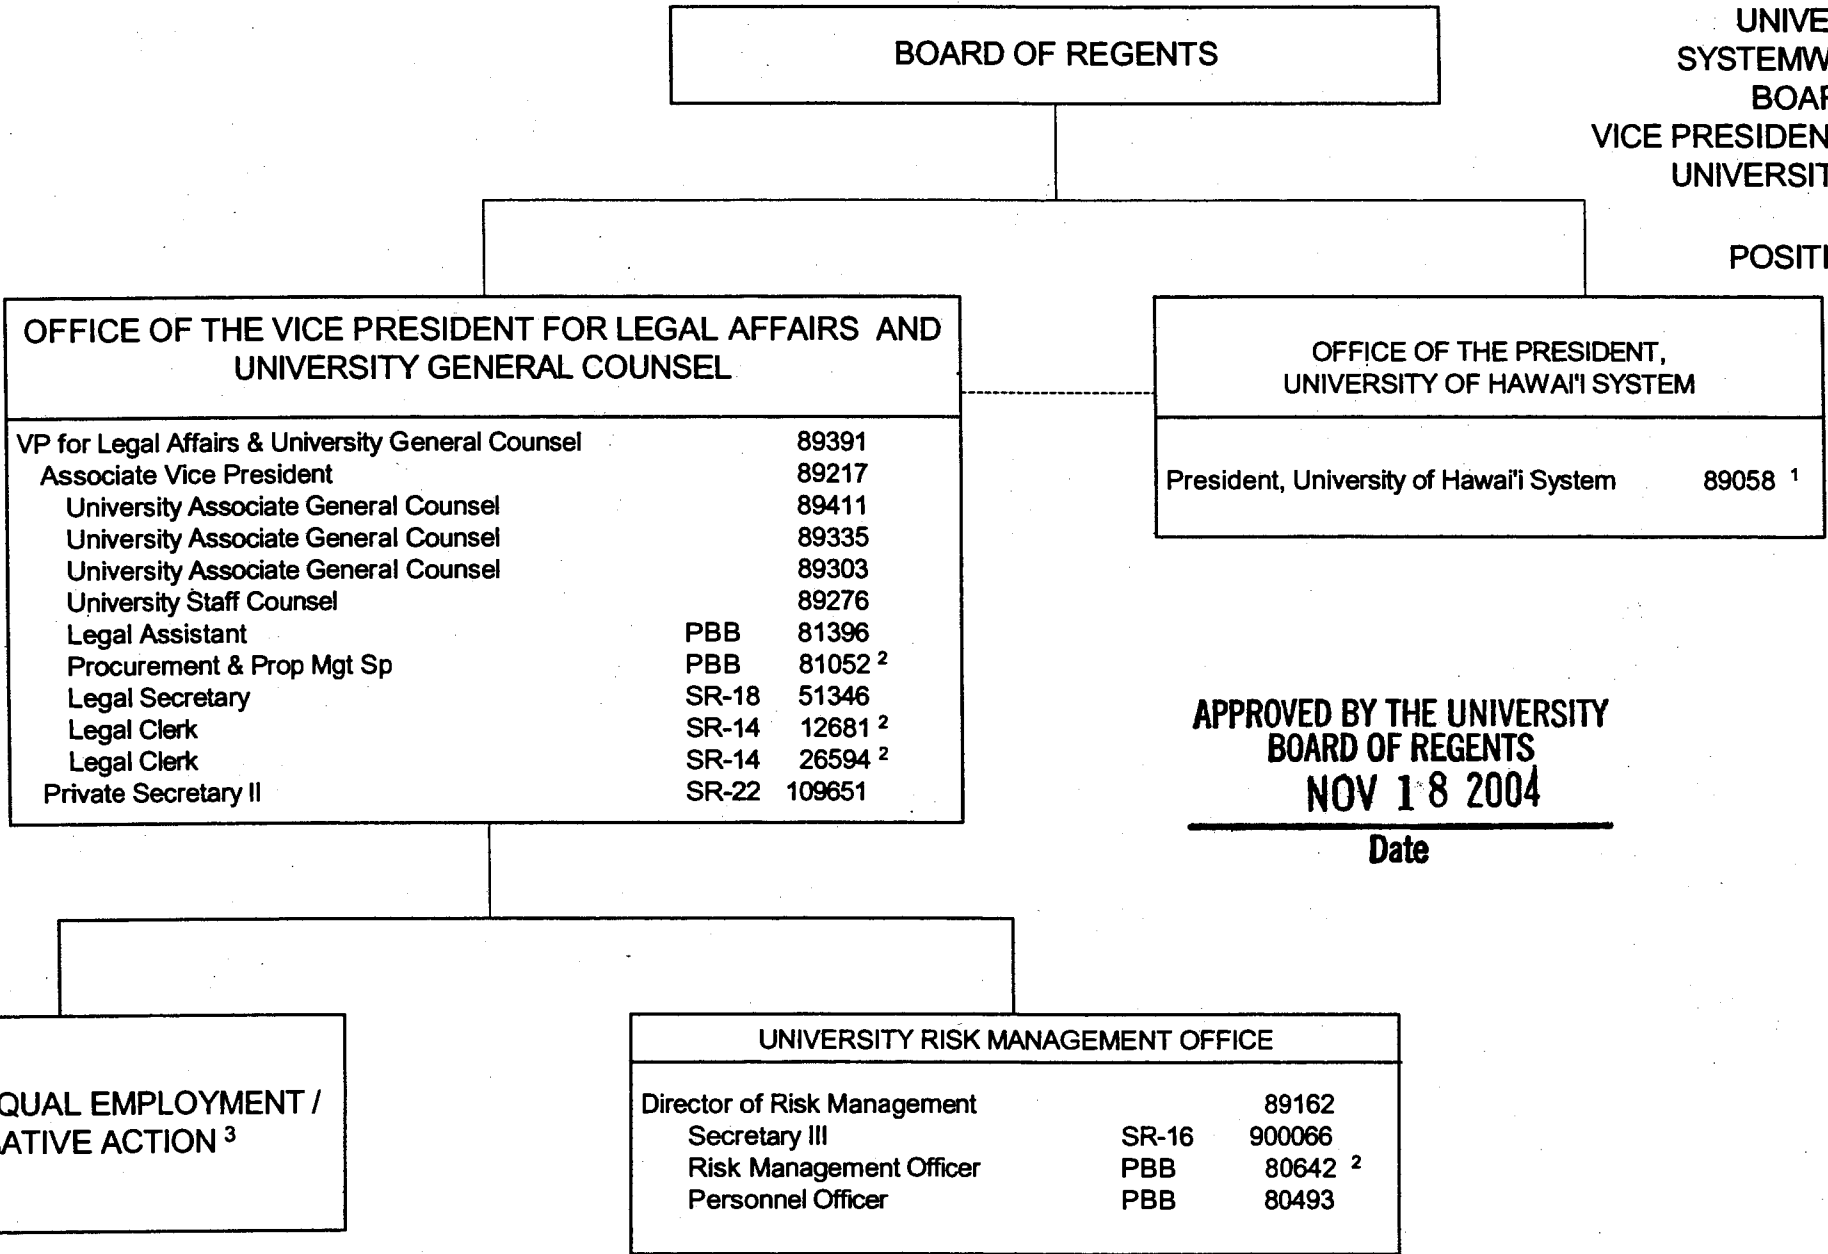 BOARD OF REGENTS
UNIVE
SYSTEMW
BOAR
VICE PRESIDEN
UNIVERSIT
POSITI
OFFICE OF THE VICE PRESIDENT FOR LEGAL AFFAIRS AND
UNIVERSITY GENERAL COUNSEL
VP for Legal Affairs & University General Counsel 89391
Associate Vice President 89217
University Associate General Counsel 89411
University Associate General Counsel 89335
University Associate General Counsel 89303
University Staff Counsel 89276
Legal Assistant PBB 81396
Procurement & Prop Mgt Sp PBB 81052 2
Legal Secretary SR-18 51346
Legal Clerk SR-14 12681 2
Legal Clerk SR-14 26594 2
Private Secretary II SR-22 109651
OFFICE OF THE PRESIDENT,
UNIVERSITY OF HAWAI'I SYSTEM
President, University of Hawai'i System 89058 1
APPROVED BY THE UNIVERSITY
BOARD OF REGENTS
NOV 18 2004
Date
QUAL EMPLOYMENT /
ATIVE ACTION 3
UNIVERSITY RISK MANAGEMENT OFFICE
Director of Risk Management 89162
Secretary III SR-16 900066
Risk Management Officer PBB 80642 2
Personnel Officer PBB 80493